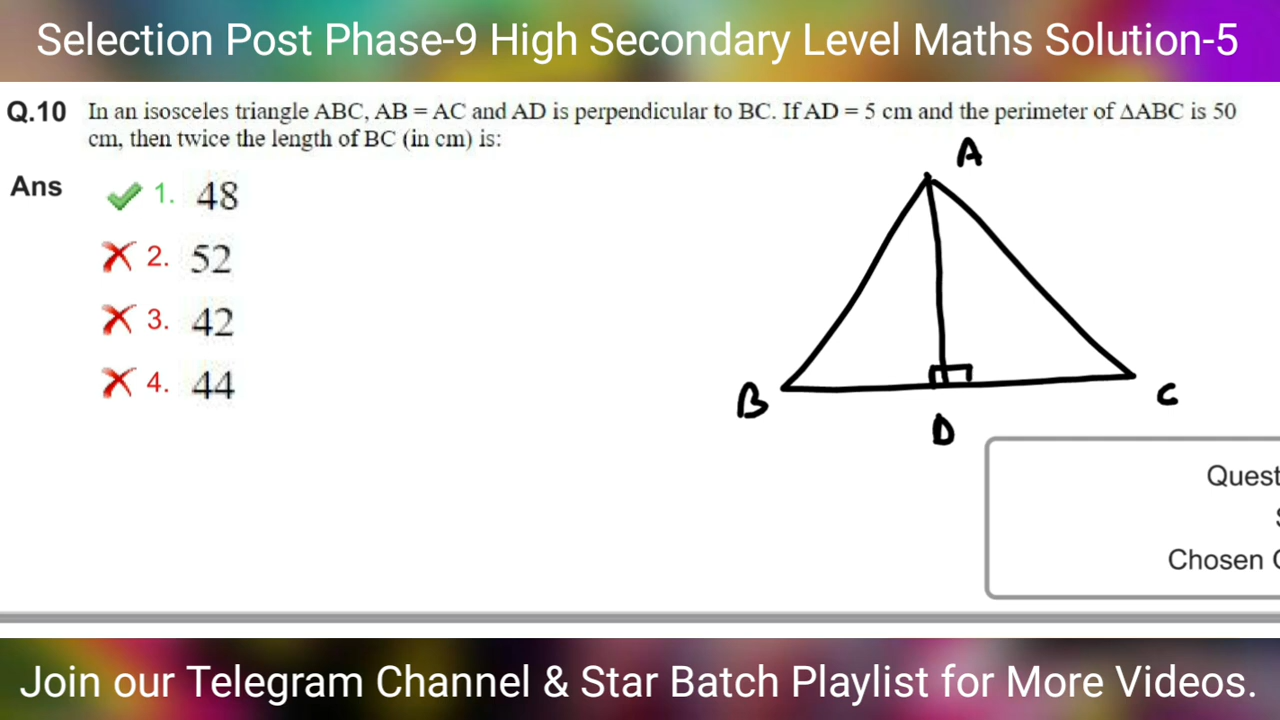 Selection Post Phase-9 High Secondary Level Maths Solution-5
Q.10 In an isosceles triangle ABC, AB = AC and AD is perpendicular to BC. If AD = 5 cm and the perimeter of ΔABC is 50
cm, then twice the length of BC (in cm) is:
A
Ans 1. 48
2. 52
3. 42
4. 44
B
C
D
Quest
S
Chosen
Join our Telegram Channel & Star Batch Playlist for More Videos.